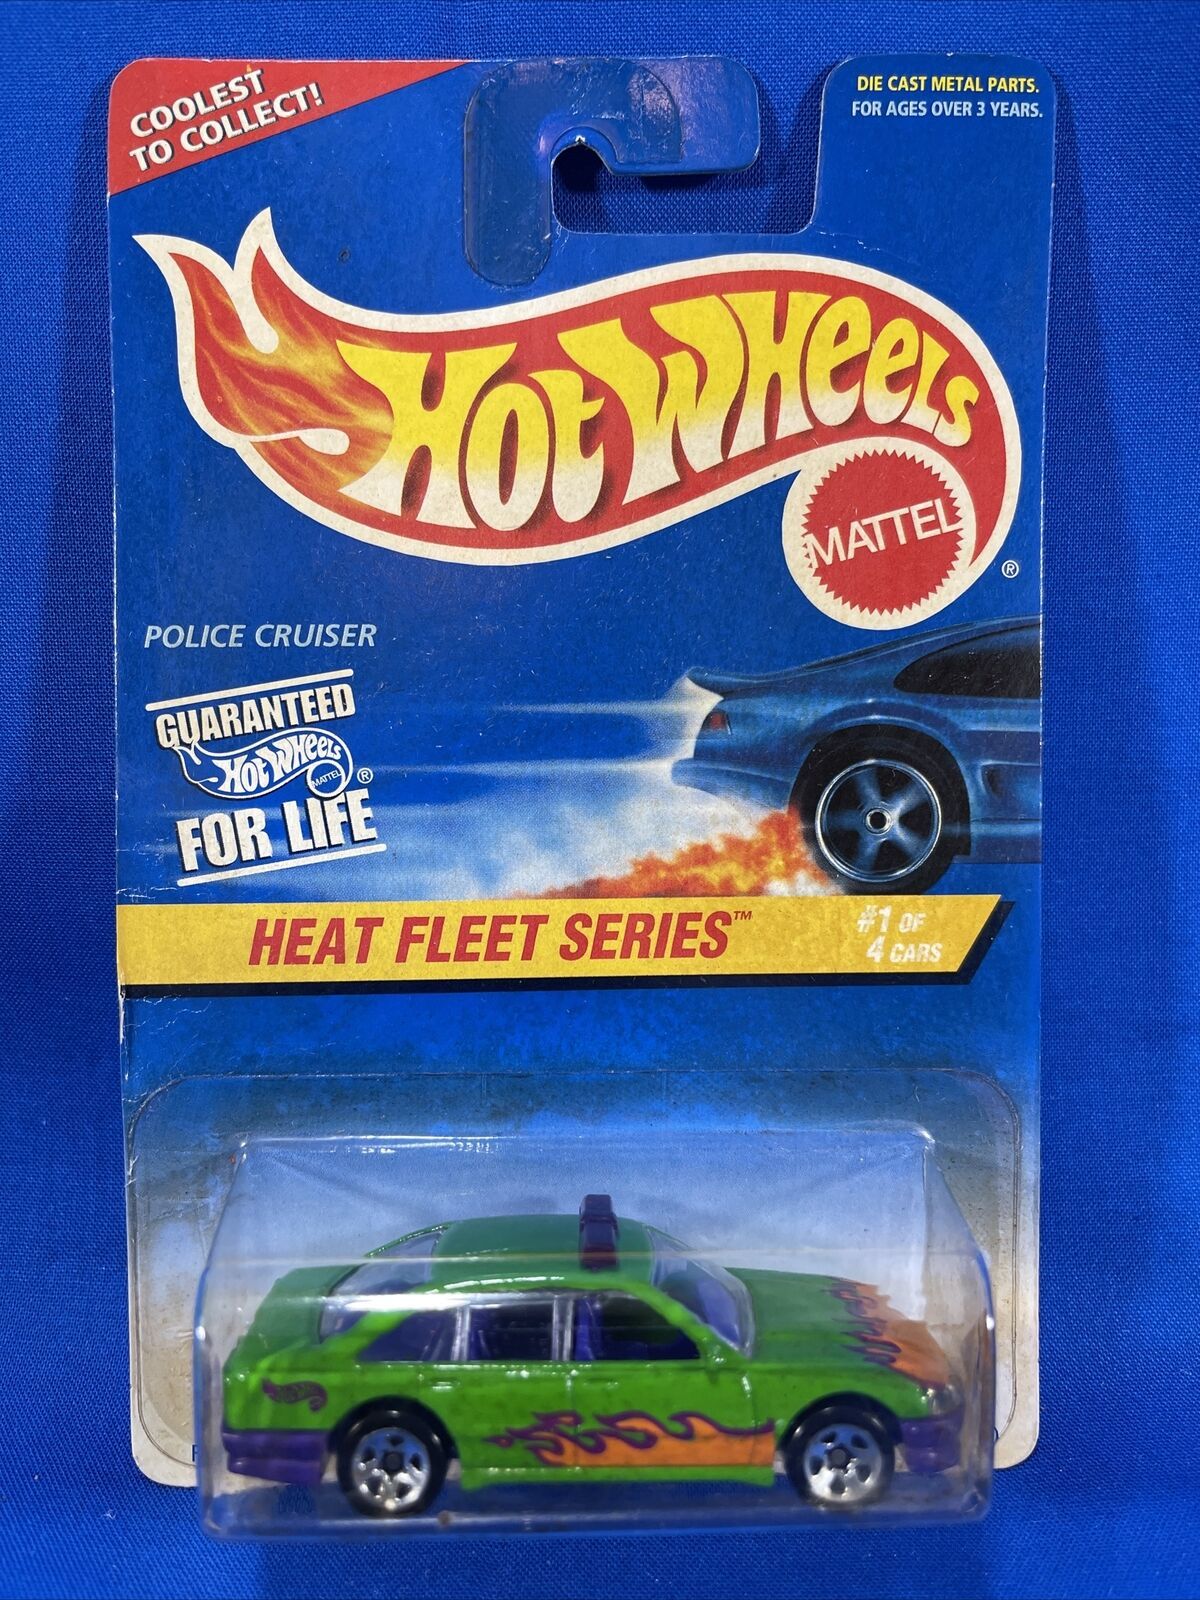 COOLEST
TO COLLECT!
DIE CAST METAL PARTS.
FOR AGES OVER 3 YEARS.
HOT WHEELS
MATTEL
®
POLICE CRUISER
GUARANTEED
HOT WHEELS
MATTEL
®
FOR LIFE
HEAT FLEET SERIES™
#1 OF
4 CARS